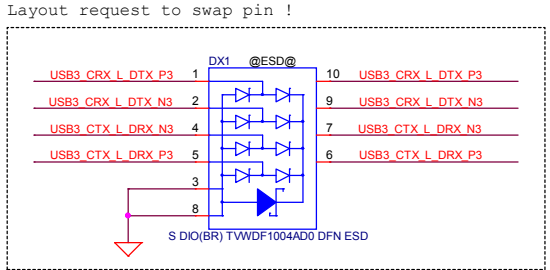 Layout request to swap pin !
DX1 @ESD@
USB3_CRX_L_DTX_P3 1 10 USB3_CRX_L_DTX_P3
USB3_CRX_L_DTX_N3 2 9 USB3_CRX_L_DTX_N3
USB3_CTX_L_DRX_N3 4 7 USB3_CTX_L_DRX_N3
USB3_CTX_L_DRX_P3 5 6 USB3_CTX_L_DRX_P3
3
8
S DIO(BR) TVWDF1004AD0 DFN ESD